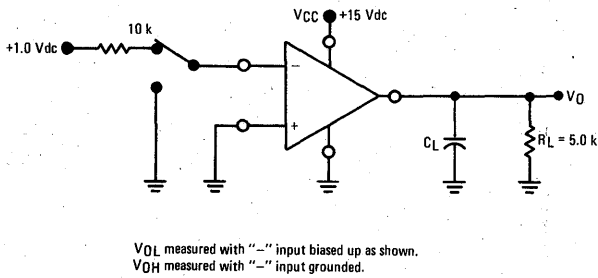 VCC +15 Vdc
10 k
+1.0 Vdc
−
+
VO
CL
RL = 5.0 k
VOL measured with "−" input biased up as shown.
VOH measured with "−" input grounded.